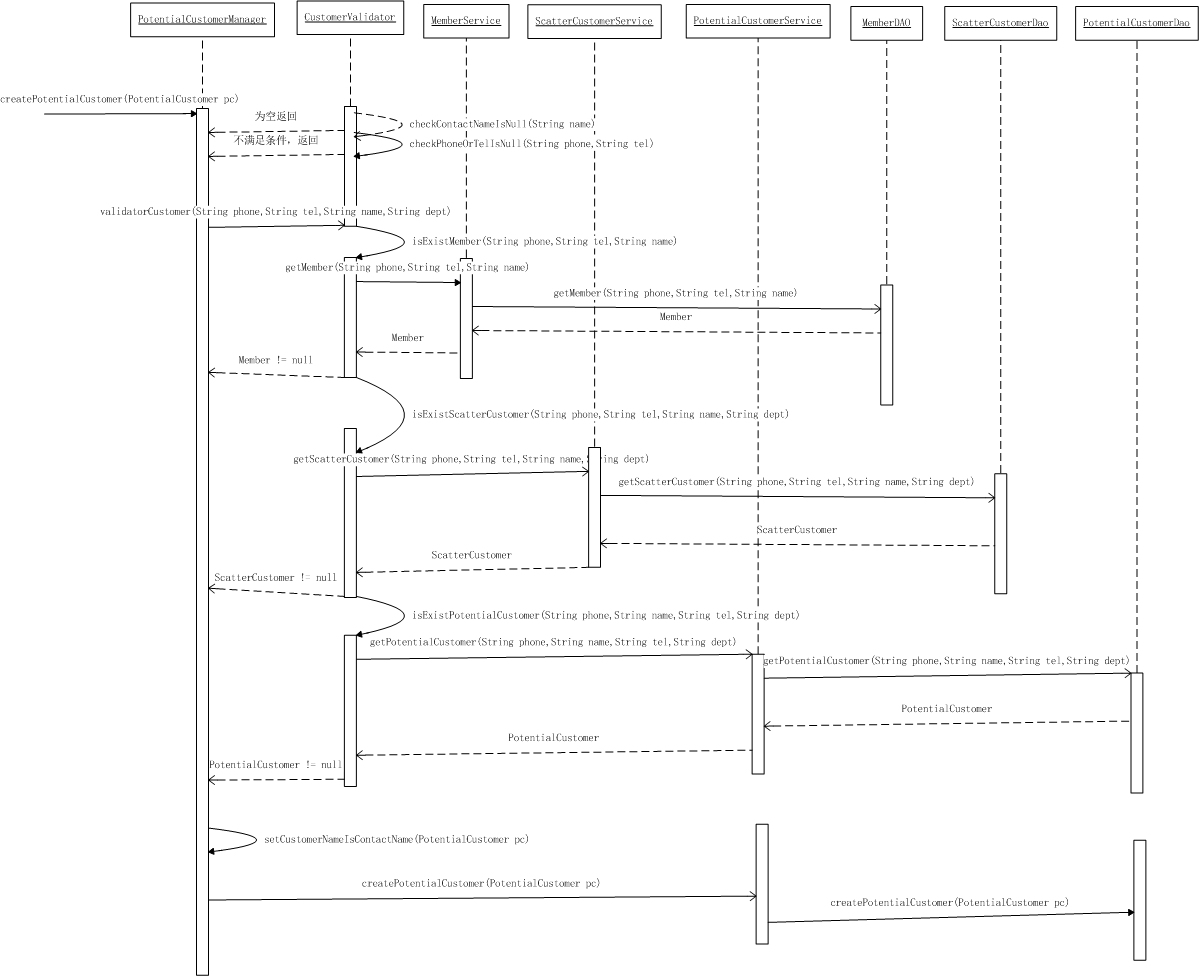 PotentialCustomerManager
CustomerValidator
MemberService
ScatterCustomerService
PotentialCustomerService
MemberDAO
ScatterCustomerDao
PotentialCustomerDao
createPotentialCustomer(PotentialCustomer pc)
为空返回
checkContactNameIsNull(String name)
不满足条件，返回
checkPhoneOrTelIsNull(String phone,String tel)
validatorCustomer(String phone,String tel,String name,String dept)
isExistMember(String phone,String tel,String name)
getMember(String phone,String tel,String name)
getMember(String phone,String tel,String name)
Member
Member
Member != null
isExistScatterCustomer(String phone,String tel,String name,String dept)
getScatterCustomer(String phone,String tel,String name,String dept)
getScatterCustomer(String phone,String tel,String name,String dept)
ScatterCustomer
ScatterCustomer
ScatterCustomer != null
isExistPotentialCustomer(String phone,String name,String tel,String dept)
getPotentialCustomer(String phone,String name,String tel,String dept)
getPotentialCustomer(String phone,String name,String tel,String dept)
PotentialCustomer
PotentialCustomer
PotentialCustomer != null
setCustomerNameIsContactName(PotentialCustomer pc)
createPotentialCustomer(PotentialCustomer pc)
createPotentialCustomer(PotentialCustomer pc)